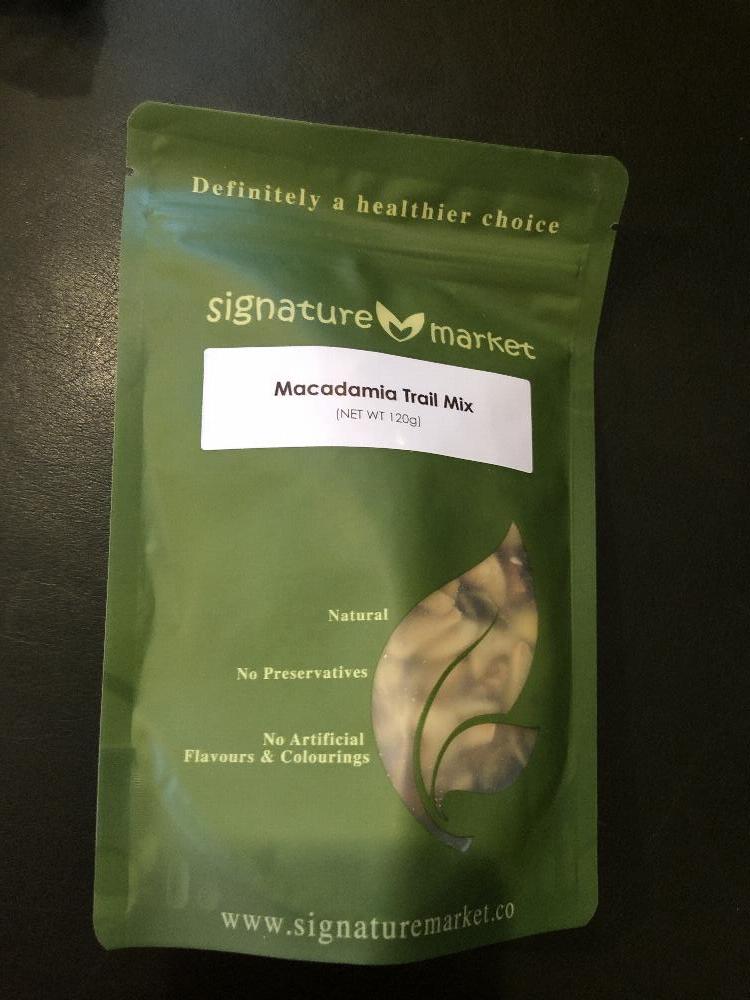 Definitely a healthier choice
signature market
Macadamia Trail Mix
(NET WT 120g)
Natural
No Preservatives
No Artificial
Flavours & Colourings
www.signaturemarket.co